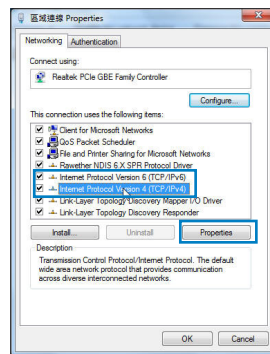 區域連線 Properties
Networking
Authentication
Connect using:
Realtek PCIe GBE Family Controller
Configure...
This connection uses the following items:
Client for Microsoft Networks
QoS Packet Scheduler
File and Printer Sharing for Microsoft Networks
Rawether NDIS 6.X SPR Protocol Driver
Internet Protocol Version 6 (TCP/IPv6)
Internet Protocol Version 4 (TCP/IPv4)
Link-Layer Topology Discovery Mapper I/O Driver
Link-Layer Topology Discovery Responder
Install...
Uninstall
Properties
Description
Transmission Control Protocol/Internet Protocol. The default
wide area network protocol that provides communication
across diverse interconnected networks.
OK
Cancel